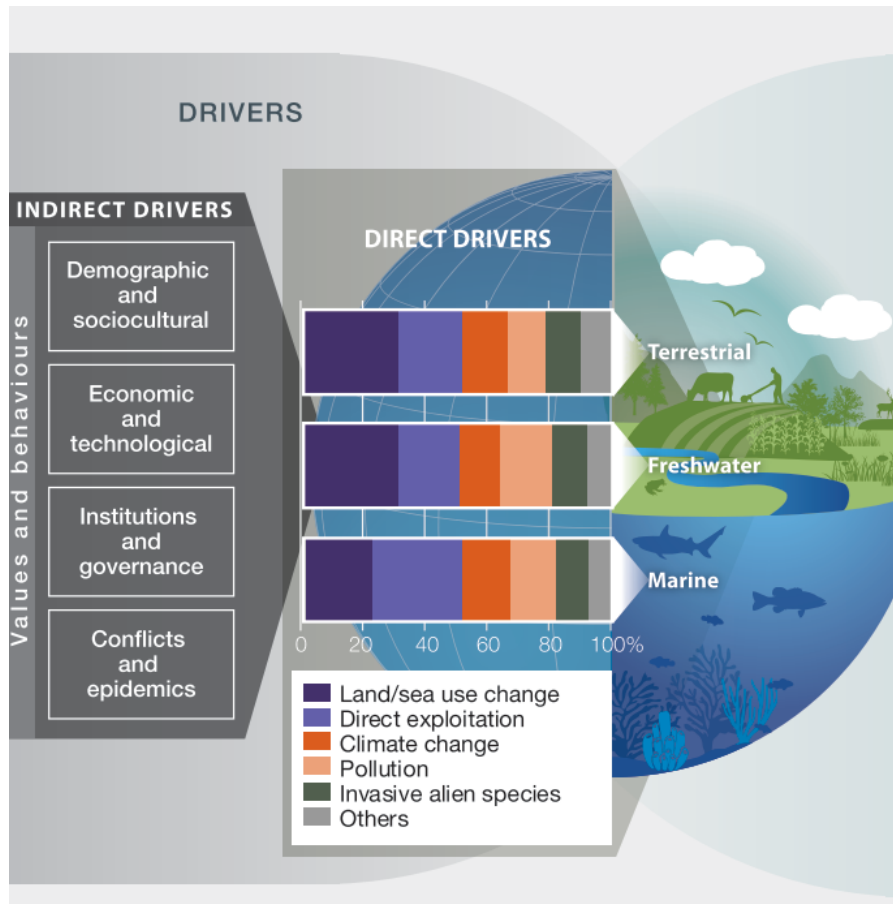 DRIVERS
INDIRECT DRIVERS
Values and behaviours
Demographic
and
sociocultural
Economic
and
technological
Institutions
and
governance
Conflicts
and
epidemics
DIRECT DRIVERS
Terrestrial
Freshwater
Marine
0 20 40 60 80 100%
Land/sea use change
Direct exploitation
Climate change
Pollution
Invasive alien species
Others